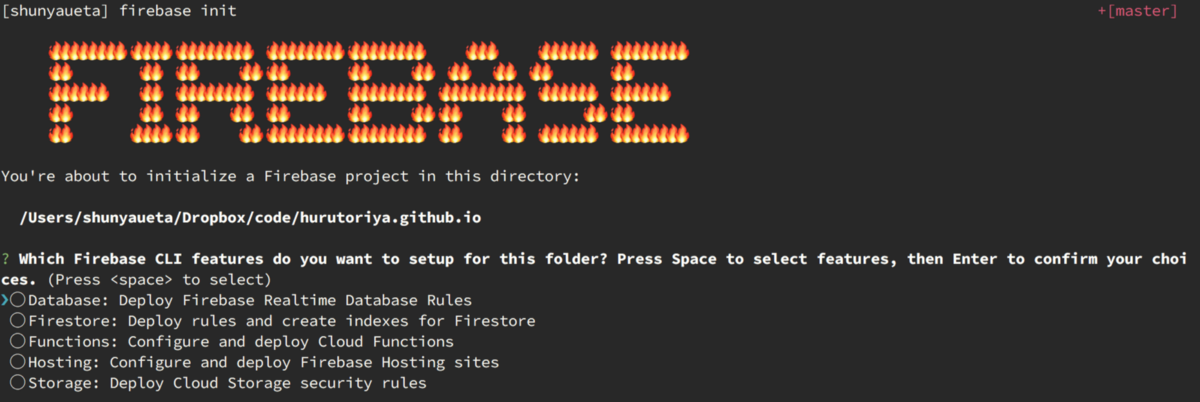 [shunyaueta] firebase init +[master]
FIREBASE
You're about to initialize a Firebase project in this directory:
/Users/shunyaueta/Dropbox/code/hurutoriya.github.io
? Which Firebase CLI features do you want to setup for this folder? Press Space to select features, then Enter to confirm your choi
ces. (Press <space> to select)
❯◯Database: Deploy Firebase Realtime Database Rules
◯Firestore: Deploy rules and create indexes for Firestore
◯Functions: Configure and deploy Cloud Functions
◯Hosting: Configure and deploy Firebase Hosting sites
◯Storage: Deploy Cloud Storage security rules